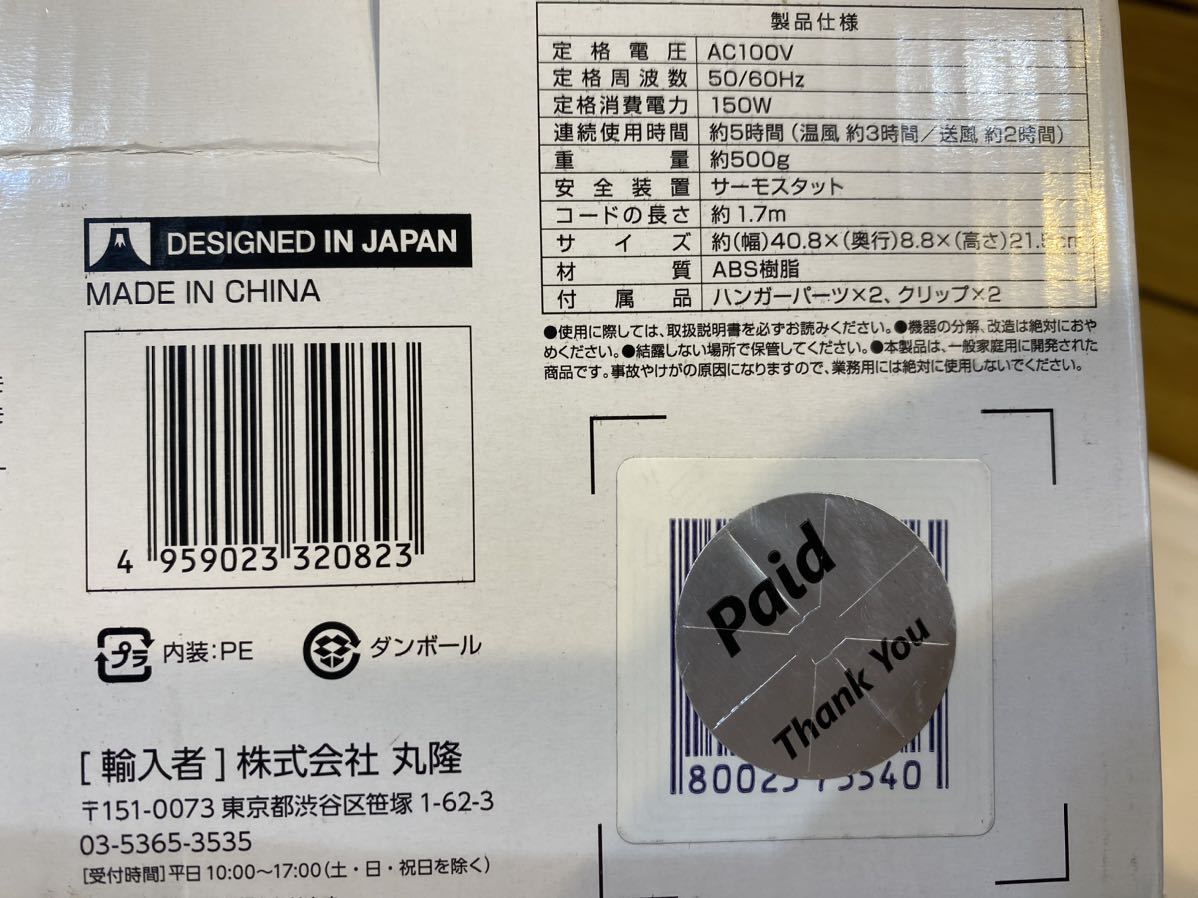 製品仕様
定格電圧 AC100V
定格周波数 50/60Hz
定格消費電力 150W
連続使用時間 約5時間（温風 約3時間／送風 約2時間）
重量 約500g
安全装置 サーモスタット
コードの長さ 約1.7m
サイズ 約(幅)40.8×(奥行)8.8×(高さ)21.5cm
材質 ABS樹脂
付属品 ハンガーパーツ×2、クリップ×2
●使用に際しては、取扱説明書を必ずお読みください。●機器の分解、改造は絶対におや
めください。●結露しない場所で保管してください。●本製品は、一般家庭用に開発された
商品です。事故やけがの原因になりますので、業務用には絶対に使用しないでください。
DESIGNED IN JAPAN
MADE IN CHINA
4 959023 320823
プラ 内装:PE ダンボール
[輸入者] 株式会社 丸隆
〒151-0073 東京都渋谷区笹塚 1-62-3
03-5365-3535
[受付時間] 平日 10:00〜17:00（土・日・祝日を除く）
Paid
Thank You